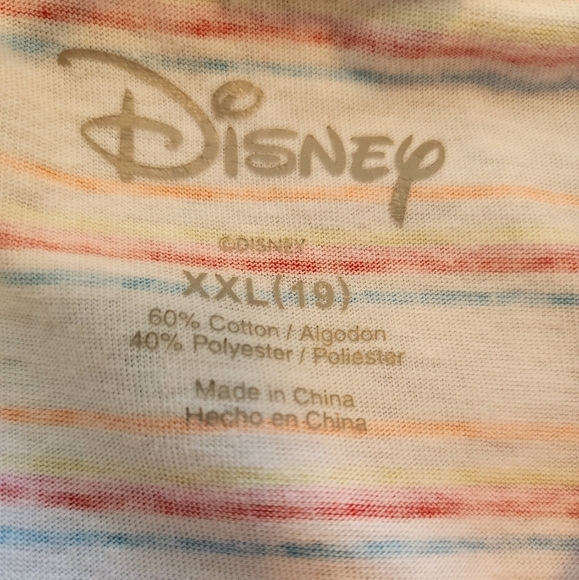 Disney
©DISNEY
XXL(19)
60% Cotton / Algodon
40% Polyester / Poliester
Made in China
Hecho en China